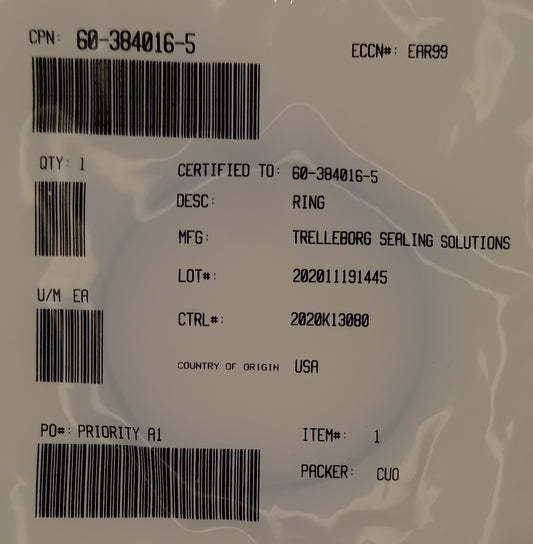 CPN: 60-384016-5
ECCN#: EAR99
QTY: 1
CERTIFIED TO: 60-384016-5
DESC: RING
MFG: TRELLEBORG SEALING SOLUTIONS
LOT#: 202011191445
U/M EA
CTRL#: 2020K13080
COUNTRY OF ORIGIN USA
PO#: PRIORITY A1
ITEM#: 1
PACKER: CUO